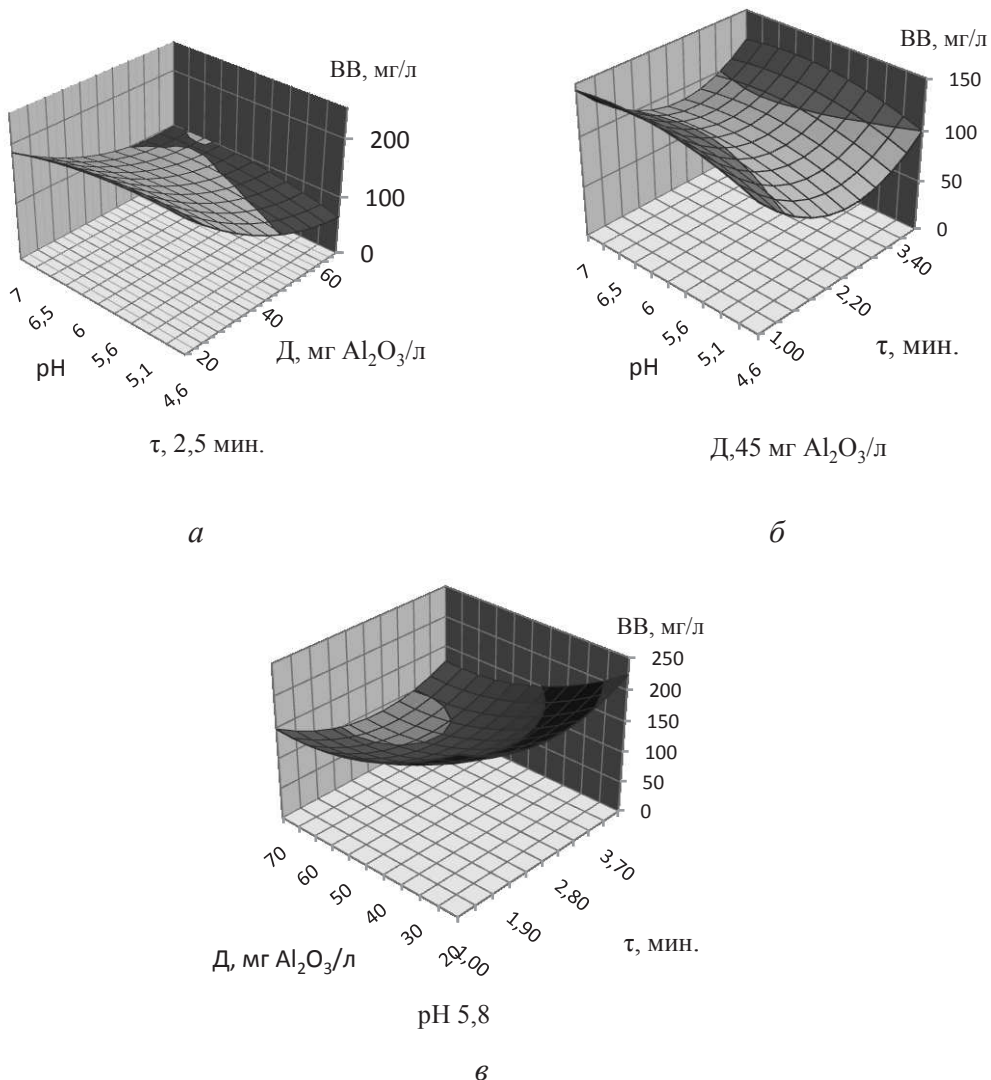 ВВ, мг/л
200
100
0
7
6,5
6
5,6
5,1
4,6
pH
20
40
60
Д, мг Al₂O₃/л
τ, 2,5 мин.
а
ВВ, мг/л
150
100
50
0
7
6,5
6
5,6
5,1
4,6
pH
1,00
2,20
3,40
τ, мин.
Д,45 мг Al₂O₃/л
б
ВВ, мг/л
250
200
150
100
50
0
70
60
50
40
30
20
Д, мг Al₂O₃/л
1,00
1,90
2,80
3,70
τ, мин.
pH 5,8
в